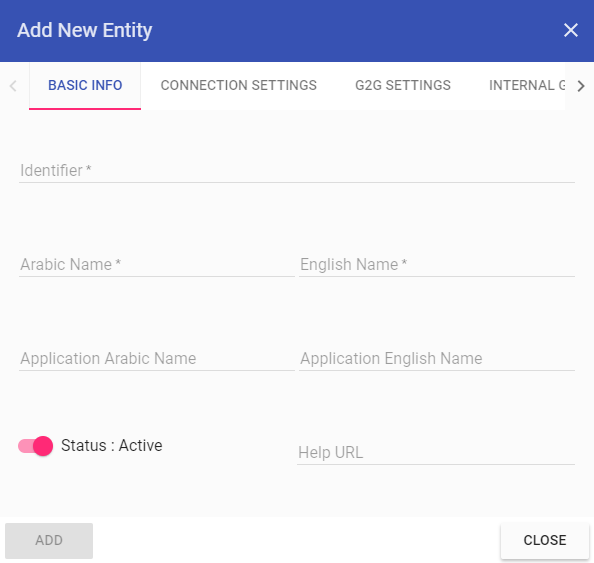 Add New Entity
BASIC INFO CONNECTION SETTINGS G2G SETTINGS INTERNAL G
Identifier *
Arabic Name * English Name *
Application Arabic Name Application English Name
Status : Active
Help URL
ADD CLOSE